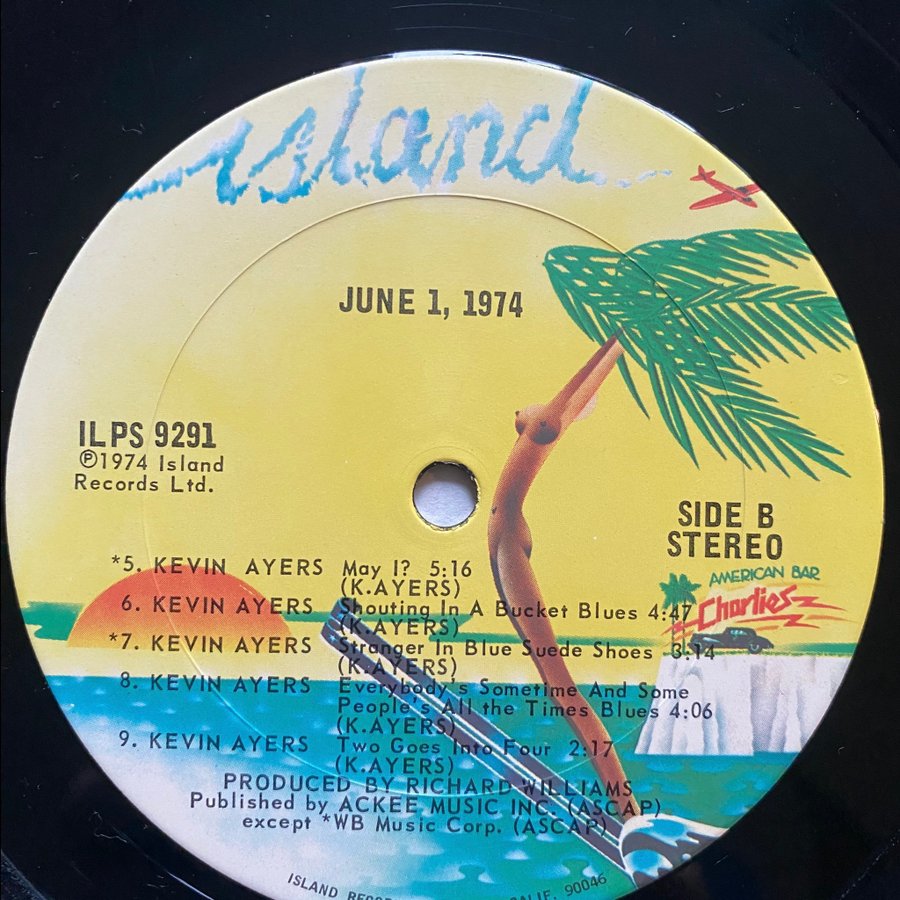 island
JUNE 1, 1974
ILPS 9291
℗1974 Island
Records Ltd.
SIDE B
STEREO
AMERICAN BAR
Charlies
*5. KEVIN AYERS May I? 5:16
(K.AYERS)
6. KEVIN AYERS Shouting In A Bucket Blues 4:47
(K.AYERS)
*7. KEVIN AYERS Stranger In Blue Suede Shoes 3:14
(K.AYERS)
8. KEVIN AYERS Everybody's Sometime And Some
People's All the Times Blues 4:06
(K.AYERS)
9. KEVIN AYERS Two Goes Into Four 2:17
(K.AYERS)
PRODUCED BY RICHARD WILLIAMS
Published by ACKEE MUSIC INC. (ASCAP)
except *WB Music Corp. (ASCAP)
ISLAND 90046